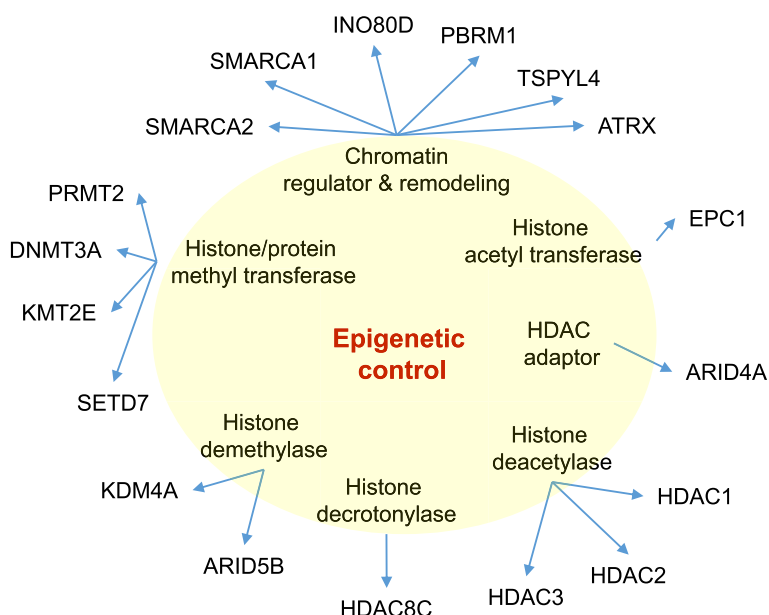 INO80D
PBRM1
SMARCA1
TSPYL4
SMARCA2
ATRX
Chromatin
regulator & remodeling
PRMT2
DNMT3A
KMT2E
SETD7
Histone/protein
methyl transferase
Histone
acetyl transferase
EPC1
Epigenetic
control
HDAC
adaptor
ARID4A
Histone
demethylase
KDM4A
ARID5B
Histone
decrotonylase
HDAC8C
Histone
deacetylase
HDAC1
HDAC2
HDAC3